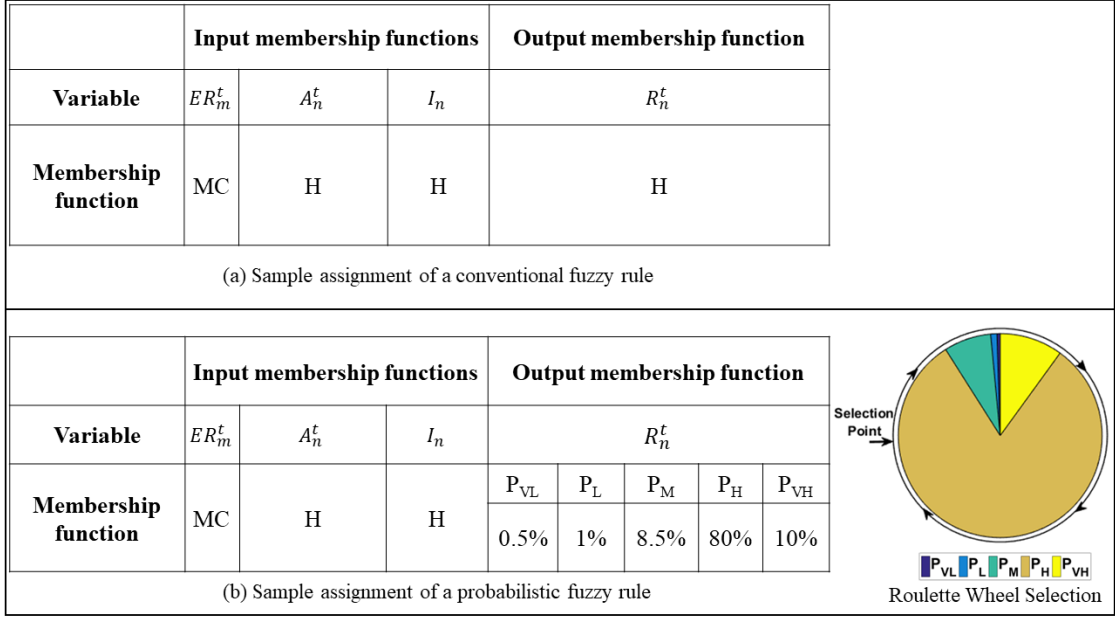 Input membership functions Output membership function
Variable ER_m^t A_n^t I_n R_n^t
Membership function MC H H H
(a) Sample assignment of a conventional fuzzy rule
Input membership functions Output membership function
Variable ER_m^t A_n^t I_n R_n^t
Membership function MC H H
P_VL P_L P_M P_H P_VH
0.5% 1% 8.5% 80% 10%
(b) Sample assignment of a probabilistic fuzzy rule
Selection
Point
P_VL P_L P_M P_H P_VH
Roulette Wheel Selection